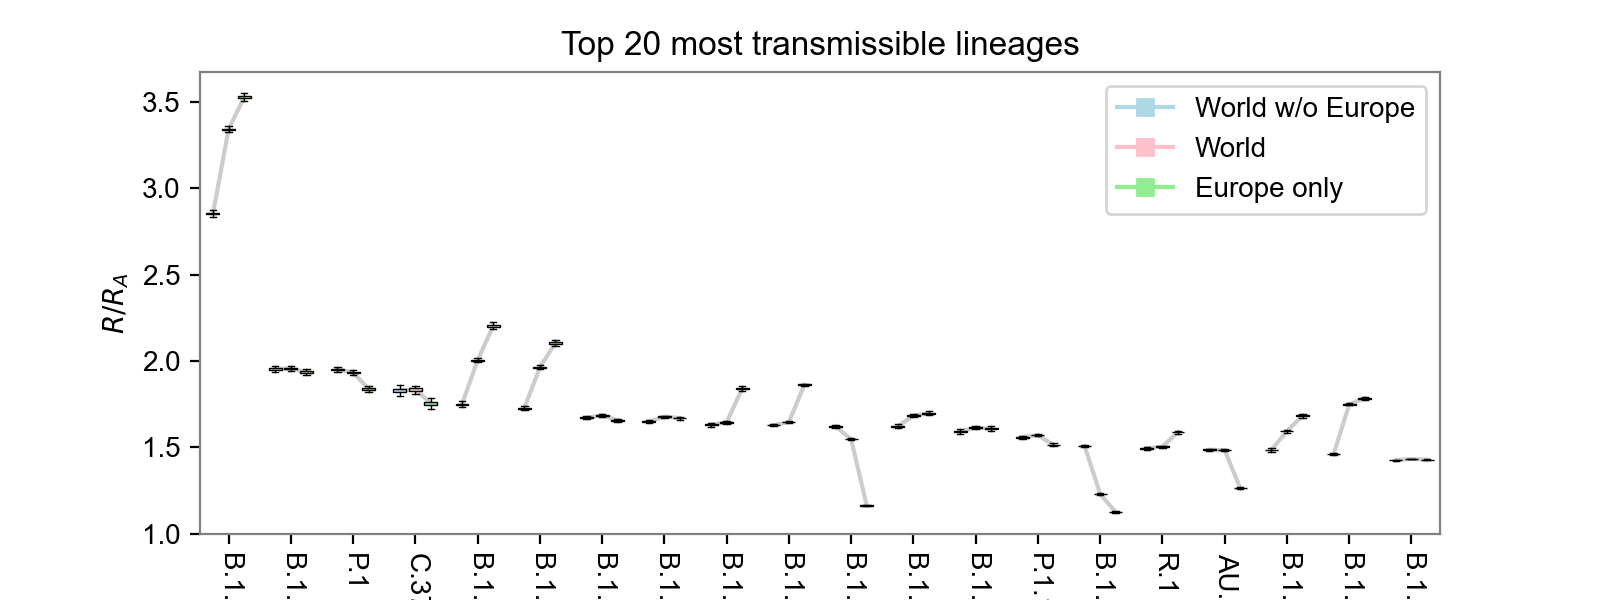 Top 20 most transmissible lineages
World w/o Europe
World
Europe only
R/R_A
3.5
3.0
2.5
2.0
1.5
1.0
B.1.
B.1.
P.1
C.37
B.1.
B.1.
B.1.
B.1.
B.1.
B.1.
B.1.
B.1.
B.1.
P.1.
B.1.
R.1
AU.
B.1.
B.1.
B.1.